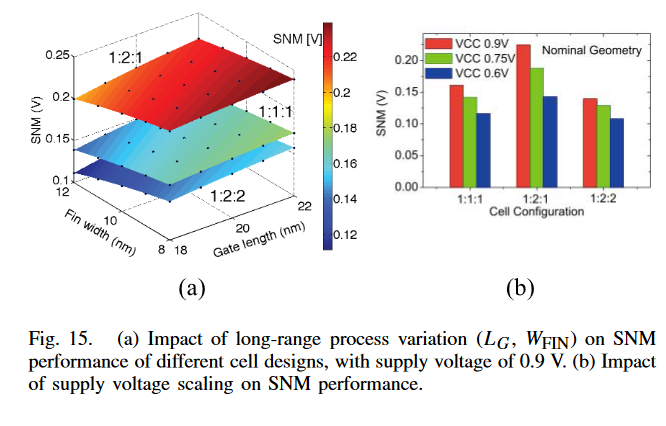 SNM [V]
0.25
0.2
0.15
0.1
SNM (V)
1:2:1
1:1:1
1:2:2
12
10
8
Fin width (nm)
18
20
22
Gate length (nm)
0.22
0.2
0.18
0.16
0.14
0.12
(a)
VCC 0.9V
VCC 0.75V
VCC 0.6V
Nominal Geometry
0.20
0.15
0.10
0.05
0.00
SNM (V)
1:1:1 1:2:1 1:2:2
Cell Configuration
(b)
Fig. 15. (a) Impact of long-range process variation (L_G, W_FIN) on SNM
performance of different cell designs, with supply voltage of 0.9 V. (b) Impact
of supply voltage scaling on SNM performance.